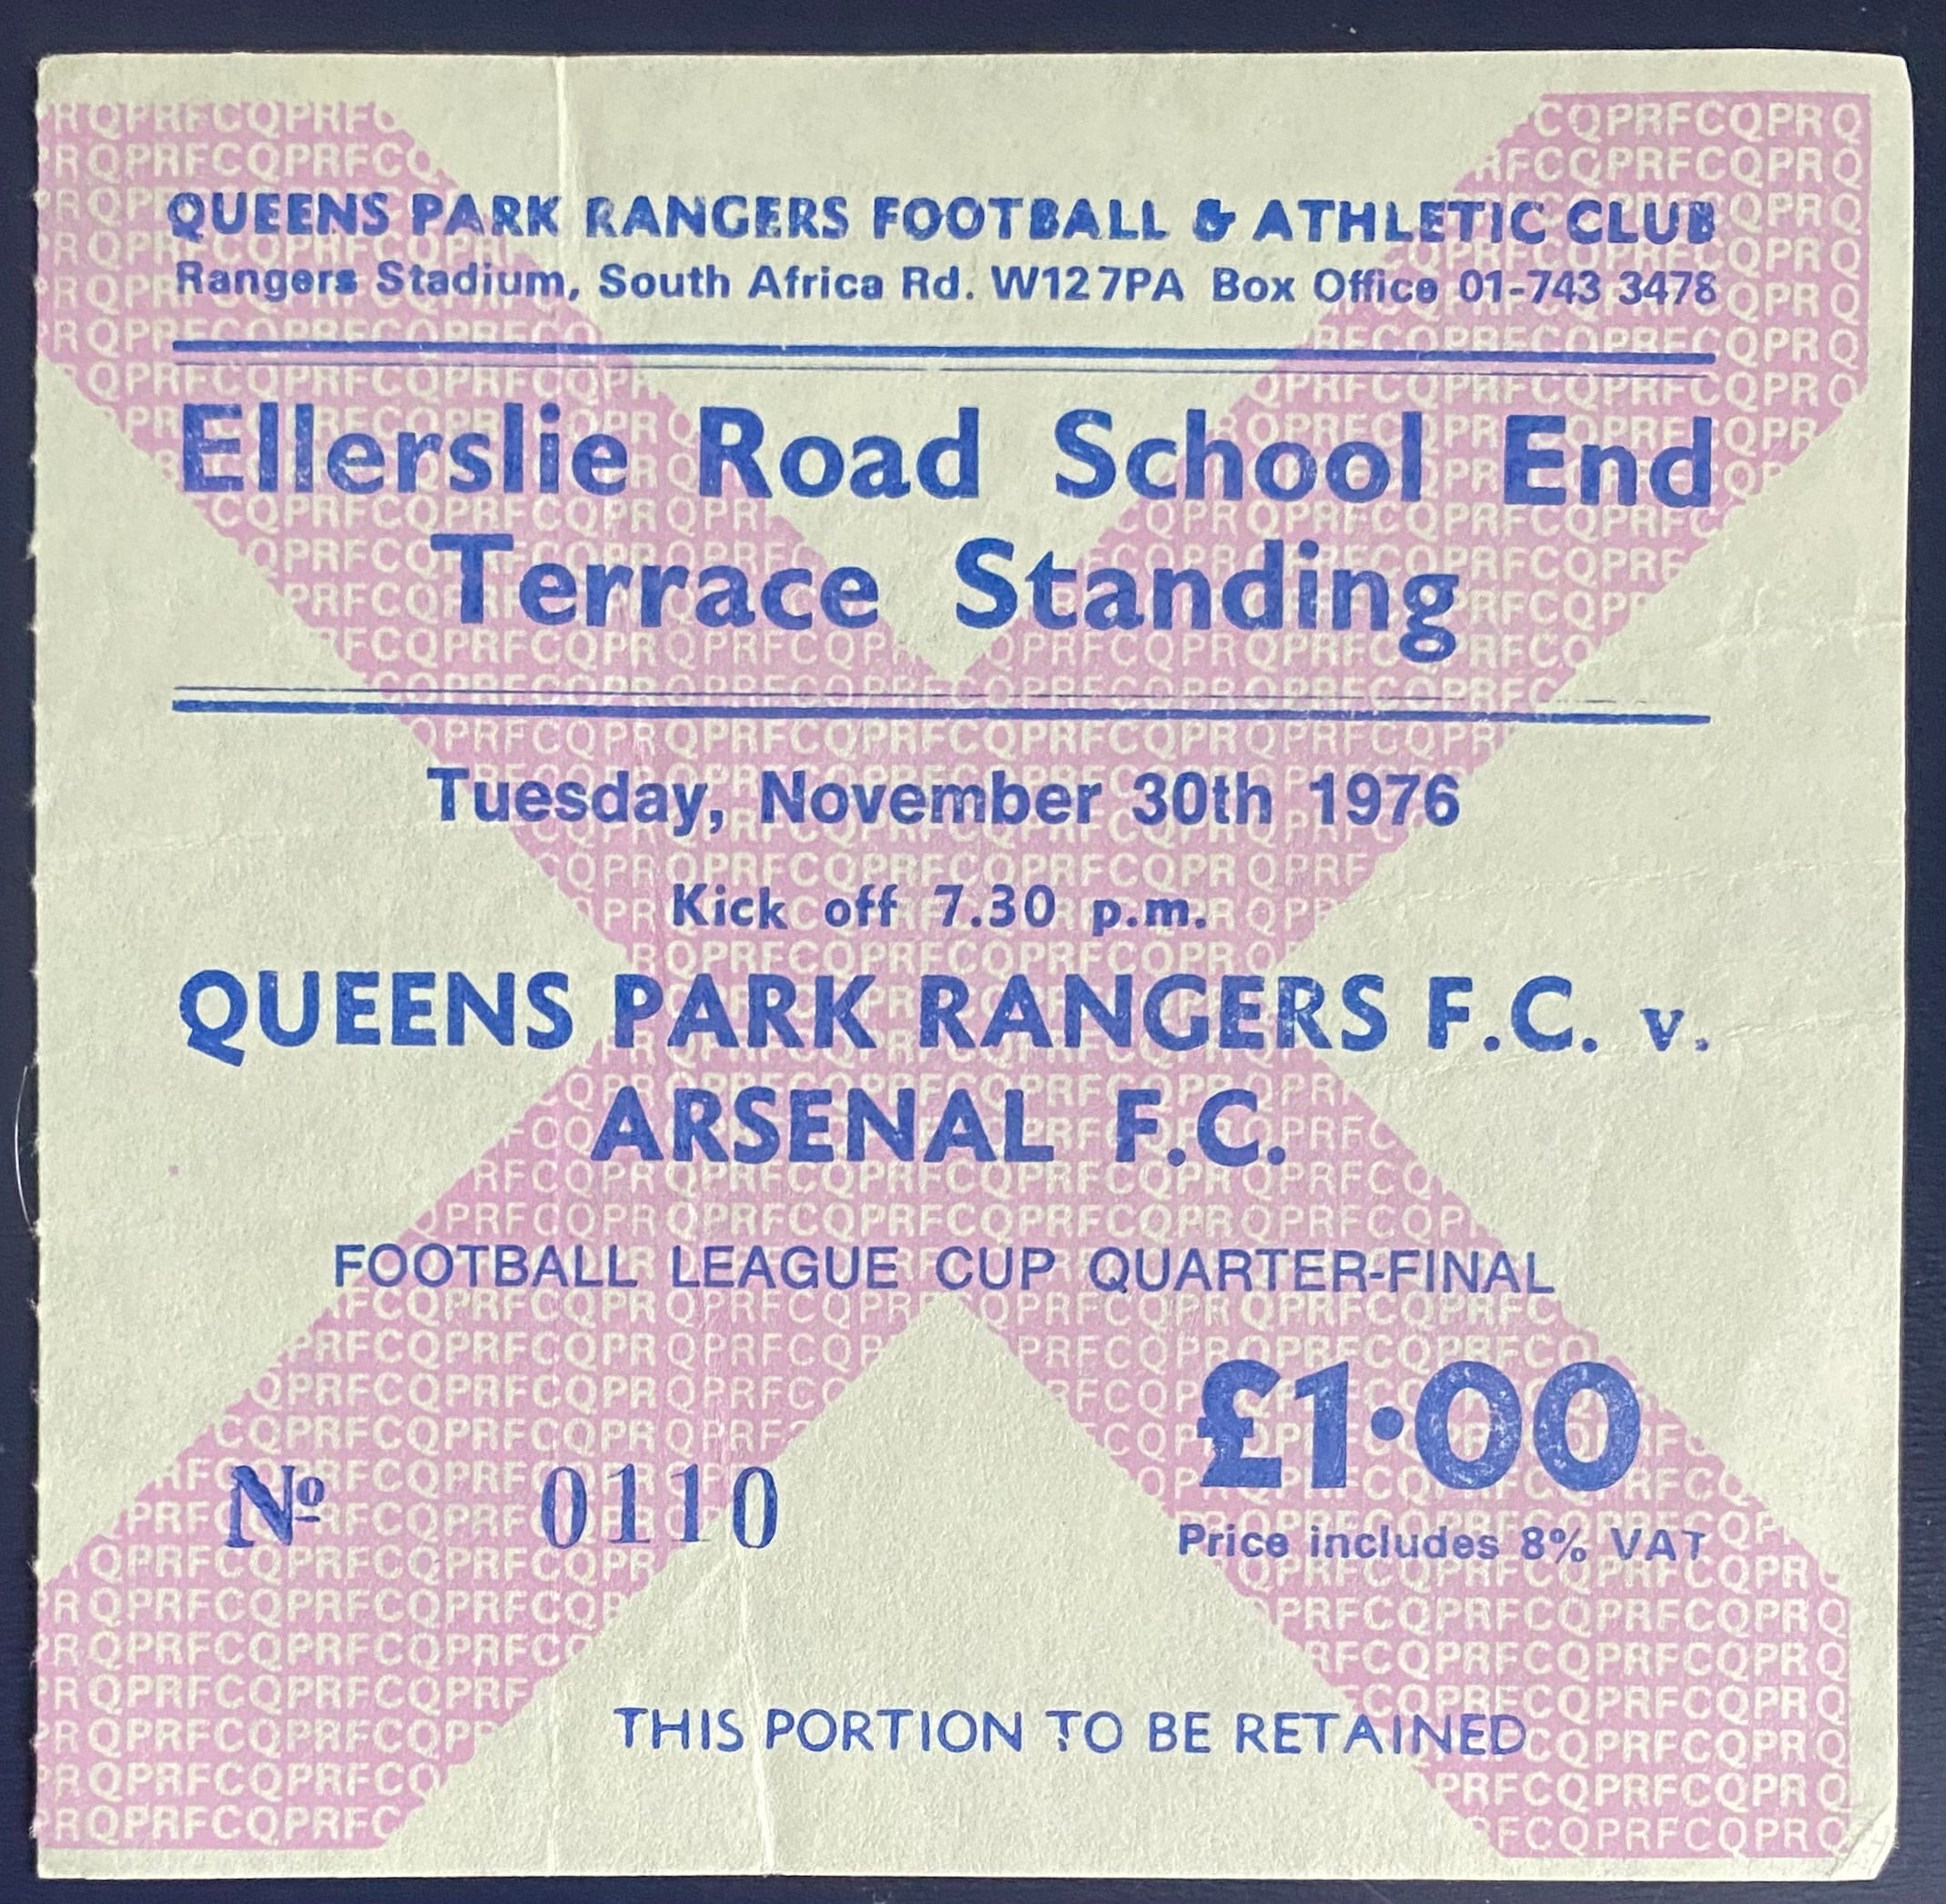 QUEENS PARK RANGERS FOOTBALL & ATHLETIC CLUB
Rangers Stadium, South Africa Rd. W12 7PA Box Office 01-743 3478
Ellerslie Road School End
Terrace Standing
Tuesday, November 30th 1976
Kick off 7.30 p.m.
QUEENS PARK RANGERS F.C. v.
ARSENAL F.C.
FOOTBALL LEAGUE CUP QUARTER-FINAL
£1·00
Nº 0110
Price includes 8% VAT
THIS PORTION TO BE RETAINED